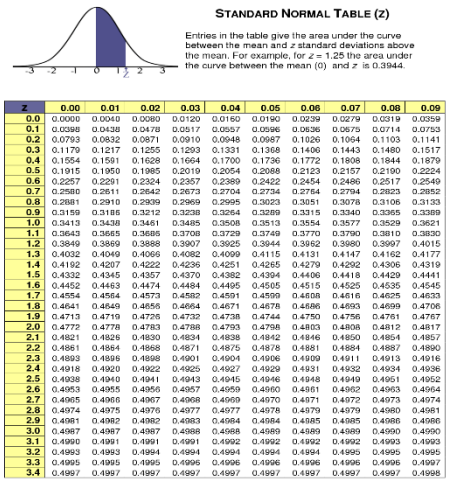 STANDARD NORMAL TABLE (Z)
Entries in the table give the area under the curve
between the mean and z standard deviations above
the mean. For example, for z = 1.25 the area under
the curve between the mean (0) and z is 0.3944.
-3 -2 -1 0 1 z 2 3
z 0.00 0.01 0.02 0.03 0.04 0.05 0.06 0.07 0.08 0.09
0.0 0.0000 0.0040 0.0080 0.0120 0.0160 0.0190 0.0239 0.0279 0.0319 0.0359
0.1 0.0398 0.0438 0.0478 0.0517 0.0557 0.0596 0.0636 0.0675 0.0714 0.0753
0.2 0.0793 0.0832 0.0871 0.0910 0.0948 0.0987 0.1026 0.1064 0.1103 0.1141
0.3 0.1179 0.1217 0.1255 0.1293 0.1331 0.1368 0.1406 0.1443 0.1480 0.1517
0.4 0.1554 0.1591 0.1628 0.1664 0.1700 0.1736 0.1772 0.1808 0.1844 0.1879
0.5 0.1915 0.1950 0.1985 0.2019 0.2054 0.2088 0.2123 0.2157 0.2190 0.2224
0.6 0.2257 0.2291 0.2324 0.2357 0.2389 0.2422 0.2454 0.2486 0.2517 0.2549
0.7 0.2580 0.2611 0.2642 0.2673 0.2704 0.2734 0.2764 0.2794 0.2823 0.2852
0.8 0.2881 0.2910 0.2939 0.2969 0.2995 0.3023 0.3051 0.3078 0.3106 0.3133
0.9 0.3159 0.3186 0.3212 0.3238 0.3264 0.3289 0.3315 0.3340 0.3365 0.3389
1.0 0.3413 0.3438 0.3461 0.3485 0.3508 0.3513 0.3554 0.3577 0.3529 0.3621
1.1 0.3643 0.3665 0.3686 0.3708 0.3729 0.3749 0.3770 0.3790 0.3810 0.3830
1.2 0.3849 0.3869 0.3888 0.3907 0.3925 0.3944 0.3962 0.3980 0.3997 0.4015
1.3 0.4032 0.4049 0.4066 0.4082 0.4099 0.4115 0.4131 0.4147 0.4162 0.4177
1.4 0.4192 0.4207 0.4222 0.4236 0.4251 0.4265 0.4279 0.4292 0.4306 0.4319
1.5 0.4332 0.4345 0.4357 0.4370 0.4382 0.4394 0.4406 0.4418 0.4429 0.4441
1.6 0.4452 0.4463 0.4474 0.4484 0.4495 0.4505 0.4515 0.4525 0.4535 0.4545
1.7 0.4554 0.4564 0.4573 0.4582 0.4591 0.4599 0.4608 0.4616 0.4625 0.4633
1.8 0.4641 0.4649 0.4656 0.4664 0.4671 0.4678 0.4686 0.4693 0.4699 0.4706
1.9 0.4713 0.4719 0.4726 0.4732 0.4738 0.4744 0.4750 0.4756 0.4761 0.4767
2.0 0.4772 0.4778 0.4783 0.4788 0.4793 0.4798 0.4803 0.4808 0.4812 0.4817
2.1 0.4821 0.4826 0.4830 0.4834 0.4838 0.4842 0.4846 0.4850 0.4854 0.4857
2.2 0.4861 0.4864 0.4868 0.4871 0.4875 0.4878 0.4881 0.4884 0.4887 0.4890
2.3 0.4893 0.4896 0.4898 0.4901 0.4904 0.4906 0.4909 0.4911 0.4913 0.4916
2.4 0.4918 0.4920 0.4922 0.4925 0.4927 0.4929 0.4931 0.4932 0.4934 0.4936
2.5 0.4938 0.4940 0.4941 0.4943 0.4945 0.4946 0.4948 0.4949 0.4951 0.4952
2.6 0.4953 0.4955 0.4956 0.4957 0.4959 0.4960 0.4961 0.4962 0.4963 0.4964
2.7 0.4965 0.4966 0.4967 0.4968 0.4969 0.4970 0.4971 0.4972 0.4973 0.4974
2.8 0.4974 0.4975 0.4976 0.4977 0.4977 0.4978 0.4979 0.4979 0.4980 0.4981
2.9 0.4981 0.4982 0.4982 0.4983 0.4984 0.4984 0.4985 0.4985 0.4986 0.4986
3.0 0.4987 0.4987 0.4987 0.4988 0.4988 0.4989 0.4989 0.4989 0.4990 0.4990
3.1 0.4990 0.4991 0.4991 0.4991 0.4992 0.4992 0.4992 0.4992 0.4993 0.4993
3.2 0.4993 0.4993 0.4994 0.4994 0.4994 0.4994 0.4994 0.4995 0.4995 0.4995
3.3 0.4995 0.4995 0.4995 0.4996 0.4996 0.4996 0.4996 0.4996 0.4996 0.4997
3.4 0.4997 0.4997 0.4997 0.4997 0.4997 0.4997 0.4997 0.4997 0.4997 0.4998